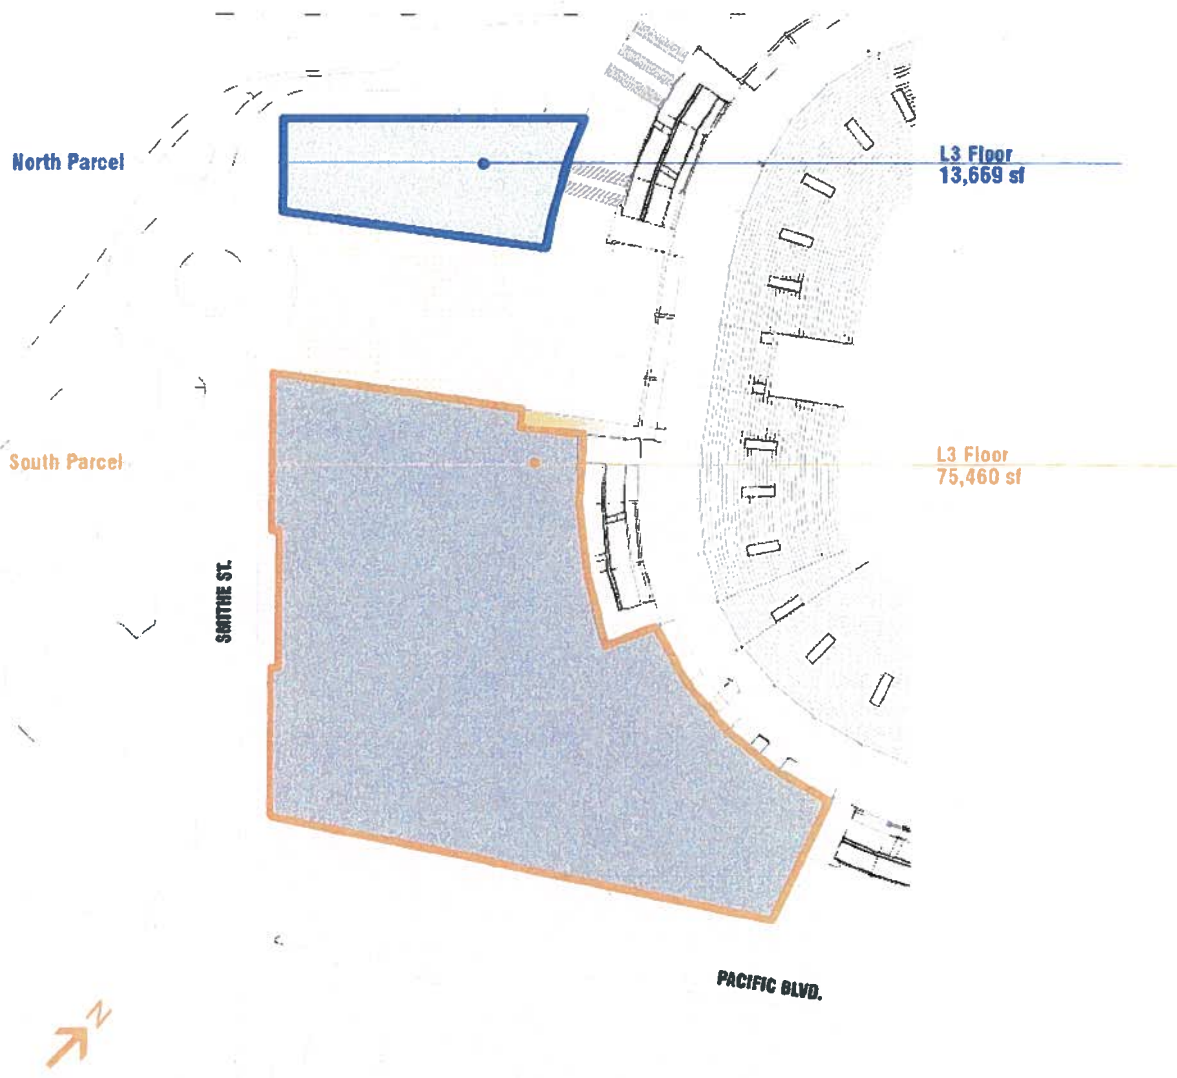 North Parcel
L3 Floor
13,669 sf
South Parcel
L3 Floor
75,460 sf
SMITHE ST.
PACIFIC BLVD.
N